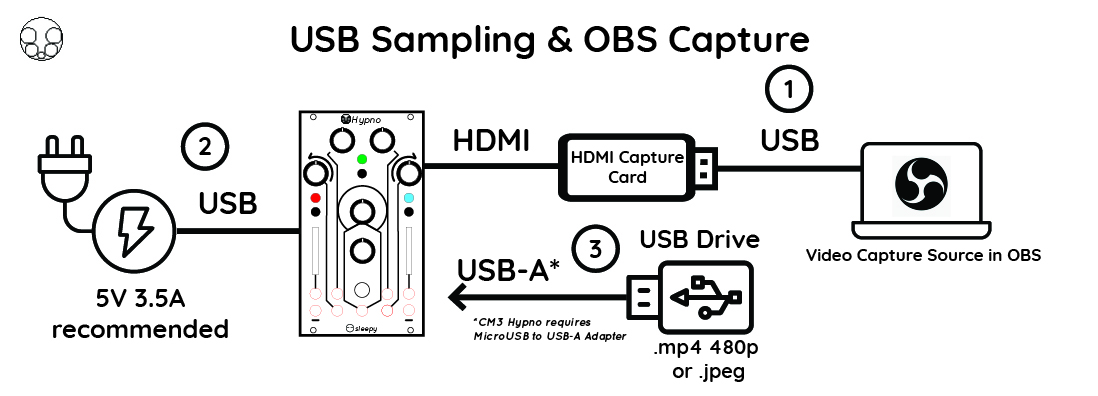 USB Sampling & OBS Capture
1
2
USB
HDMI
USB
Hypno
HDMI Capture
Card
5V 3.5A
recommended
3
USB Drive
USB-A*
Video Capture Source in OBS
*CM3 Hypno requires
MicroUSB to USB-A Adapter
sleepy
.mp4 480p
or .jpeg